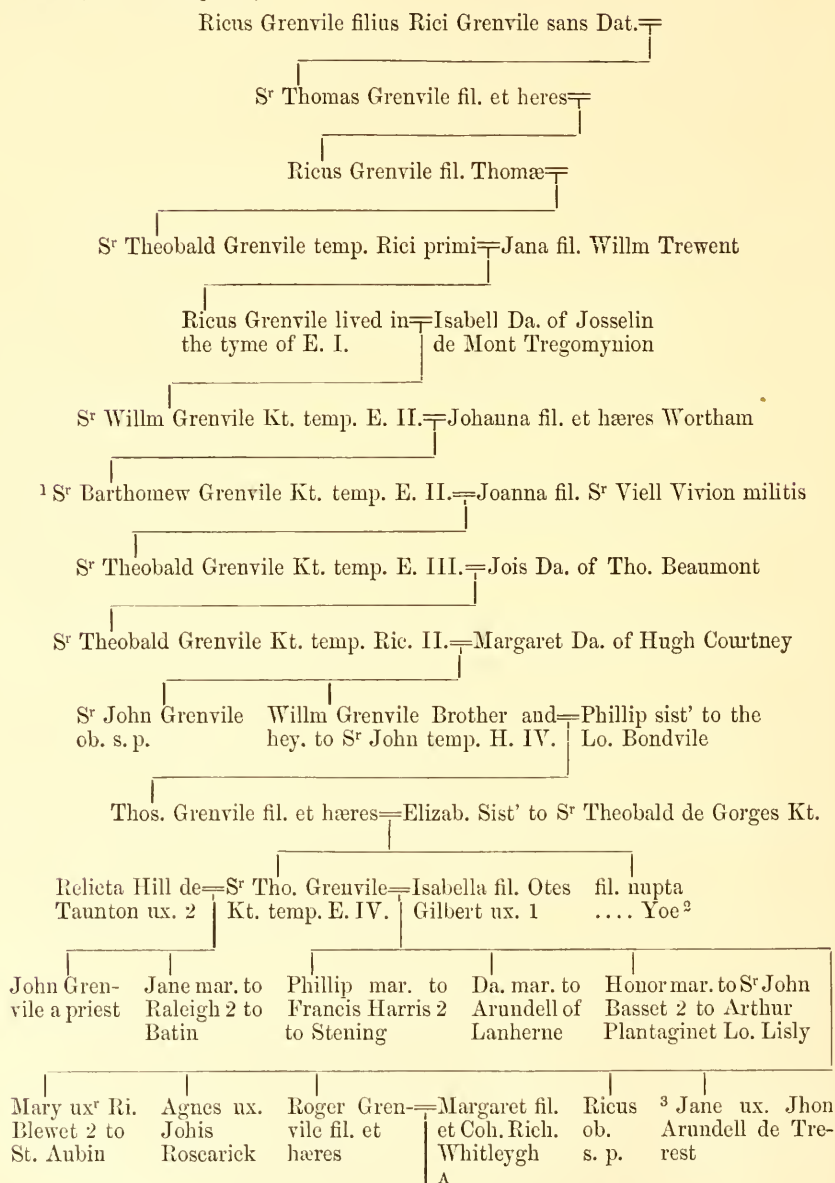 Ricus Grenvile filius Rici Grenvile sans Dat.
Sʳ Thomas Grenvile fil. et heres
Ricus Grenvile fil. Thomæ
Sʳ Theobald Grenvile temp. Rici primi=Jana fil. Willm Trewent
Ricus Grenvile lived in=Isabell Da. of Josselin
the tyme of E. I. de Mont Tregomynion
Sʳ Willm Grenvile Kt. temp. E. II.=Johanna fil. et hæres Wortham
¹ Sʳ Barthomew Grenvile Kt. temp. E. II.=Joanna fil. Sʳ Viell Vivion militis
Sʳ Theobald Grenvile Kt. temp. E. III.=Jois Da. of Tho. Beaumont
Sʳ Theobald Grenvile Kt. temp. Ric. II.=Margaret Da. of Hugh Courtney
Sʳ John Grenvile Willm Grenvile Brother and=Phillip sist' to the
ob. s. p. hey. to Sʳ John temp. H. IV. Lo. Bondvile
Thos. Grenvile fil. et hæres=Elizab. Sist' to Sʳ Theobald de Gorges Kt.
Relicta Hill de=Sʳ Tho. Grenvile=Isabella fil. Otes fil. nupta
Taunton ux. 2 Kt. temp. E. IV. Gilbert ux. 1 .... Yoe ²
John Gren- Jane mar. to Phillip mar. to Da. mar. to Honor mar. to Sʳ John
vile a priest Raleigh 2 to Francis Harris 2 Arundell of Basset 2 to Arthur
Batin to Stening Lanherne Plantaginet Lo. Lisly
Mary uxʳ Ri. Agnes ux. Roger Gren-=Margaret fil. Ricus ³ Jane ux. Jhon
Blewet 2 to Johis vile fil. et et Coh. Rich. ob. Arundell de Tre-
St. Aubin Roscarick hæres Whitleygh s. p. rest
A